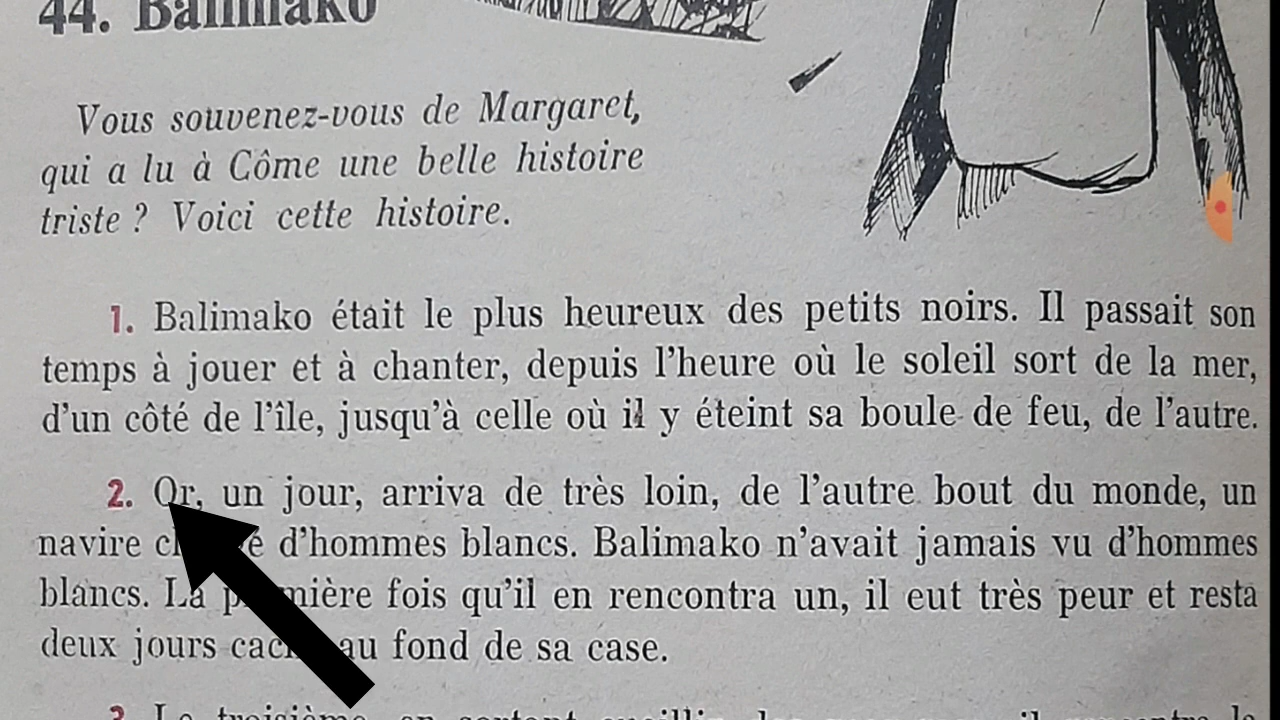 44. Balimako
Vous souvenez-vous de Margaret,
qui a lu à Côme une belle histoire
triste ? Voici cette histoire.
1. Balimako était le plus heureux des petits noirs. Il passait son
temps à jouer et à chanter, depuis l'heure où le soleil sort de la mer,
d'un côté de l'île, jusqu'à celle où il y éteint sa boule de feu, de l'autre.
2. Or, un jour, arriva de très loin, de l'autre bout du monde, un
navire d'hommes blancs. Balimako n'avait jamais vu d'hommes
blancs. La fois qu'il en rencontra un, il eut très peur et resta
deux jours au fond de sa case.
3. Le troisième, en sortant